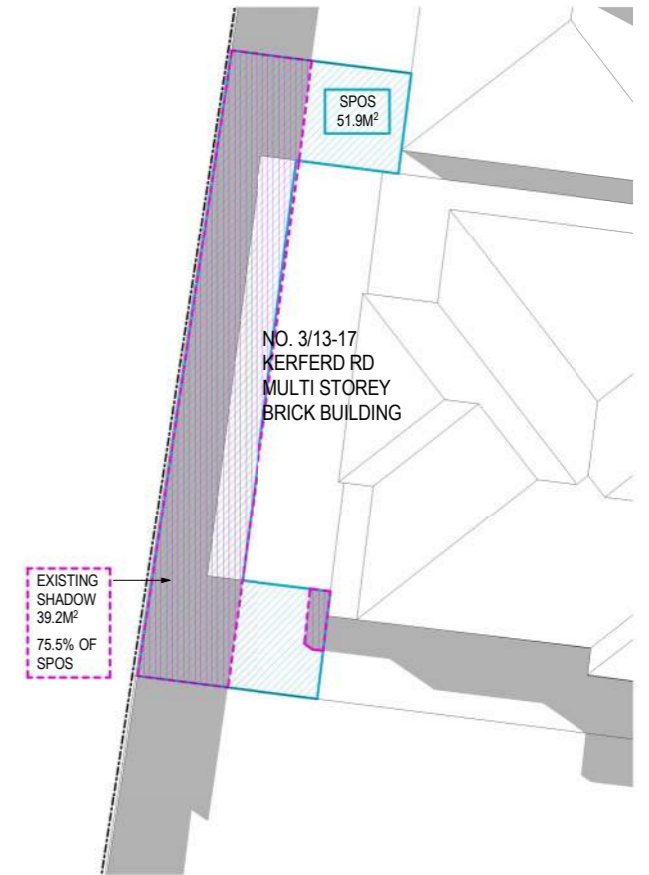 SPOS
51.9M²
NO. 3/13-17
KERFERD RD
MULTI STOREY
BRICK BUILDING
EXISTING
SHADOW
39.2M²
75.5% OF
SPOS